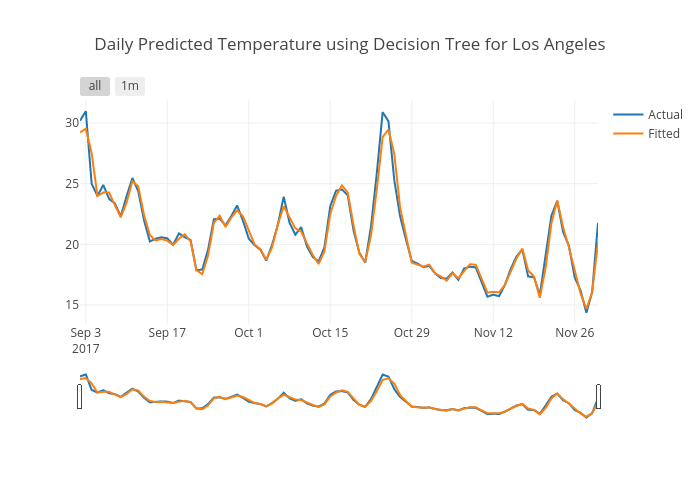 Daily Predicted Temperature using Decision Tree for Los Angeles
all 1m
Actual
Fitted
30
25
20
15
Sep 3 Sep 17 Oct 1 Oct 15 Oct 29 Nov 12 Nov 26
2017